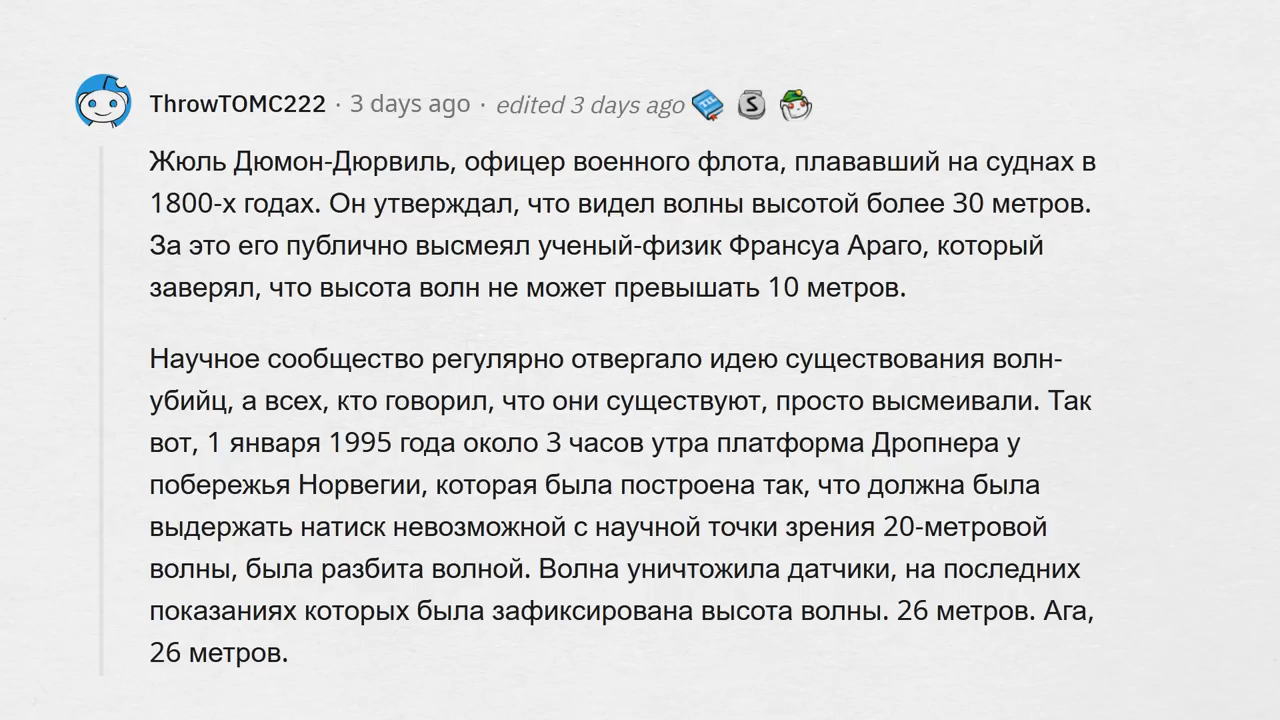 ThrowTOMC222 · 3 days ago · edited 3 days ago
Жюль Дюмон-Дюрвиль, офицер военного флота, плававший на суднах в
1800-х годах. Он утверждал, что видел волны высотой более 30 метров.
За это его публично высмеял ученый-физик Франсуа Араго, который
заверял, что высота волн не может превышать 10 метров.
Научное сообщество регулярно отвергало идею существования волн-
убийц, а всех, кто говорил, что они существуют, просто высмеивали. Так
вот, 1 января 1995 года около 3 часов утра платформа Дропнера у
побережья Норвегии, которая была построена так, что должна была
выдержать натиск невозможной с научной точки зрения 20-метровой
волны, была разбита волной. Волна уничтожила датчики, на последних
показаниях которых была зафиксирована высота волны. 26 метров. Ага,
26 метров.